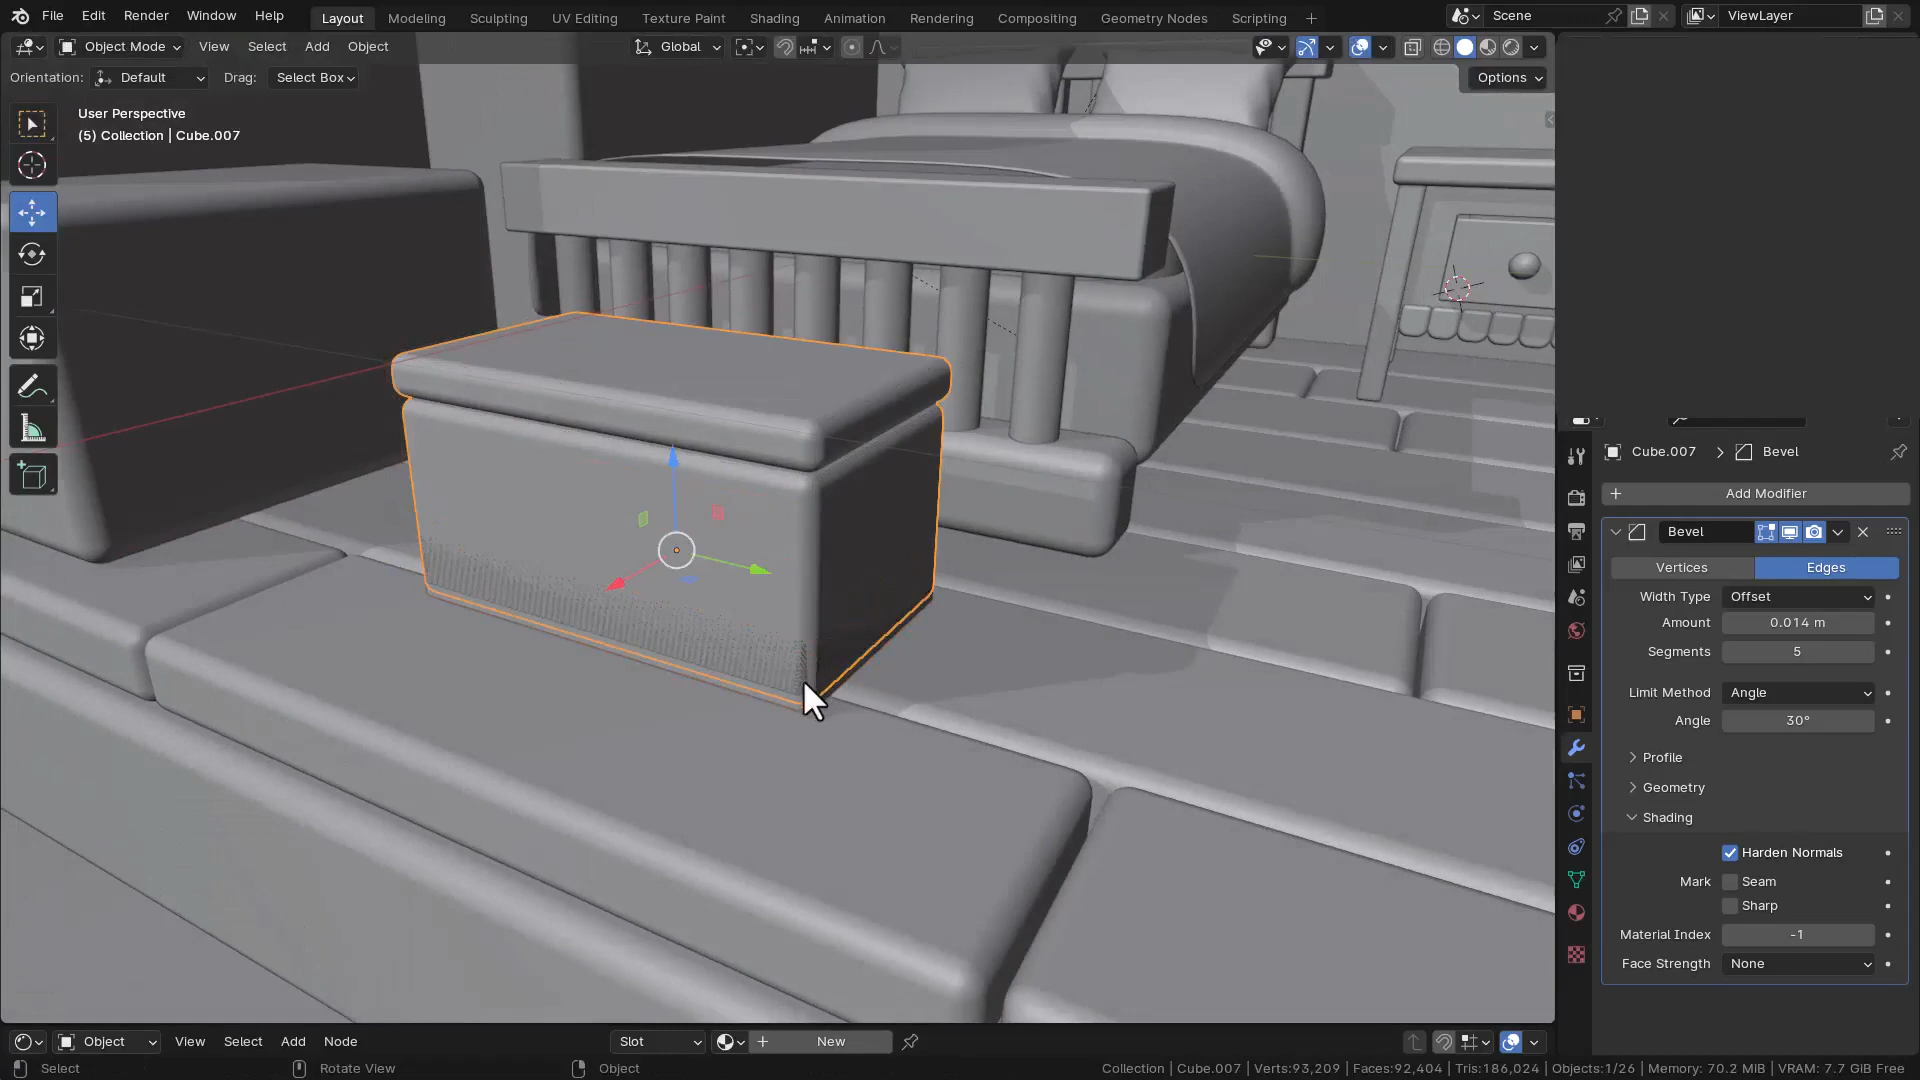 File Edit Render Window Help Layout Modeling Sculpting UV Editing Texture Paint Shading Animation Rendering Compositing Geometry Nodes Scripting + Scene ViewLayer
Object Mode View Select Add Object Global
Orientation: Default Drag: Select Box Options
User Perspective
(5) Collection | Cube.007
Cube.007 Bevel
Add Modifier
Bevel
Vertices Edges
Width Type Offset
Amount 0.014 m
Segments 5
Limit Method Angle
Angle 30°
Profile
Geometry
Shading
Harden Normals
Mark Seam
Sharp
Material Index -1
Face Strength None
Object View Select Add Node Slot New
Select Rotate View Object Collection | Cube.007 | Verts:93,209 | Faces:92,404 | Tris:186,024 | Objects:1/26 | Memory: 70.2 MiB | VRAM: 7.7 GiB Free